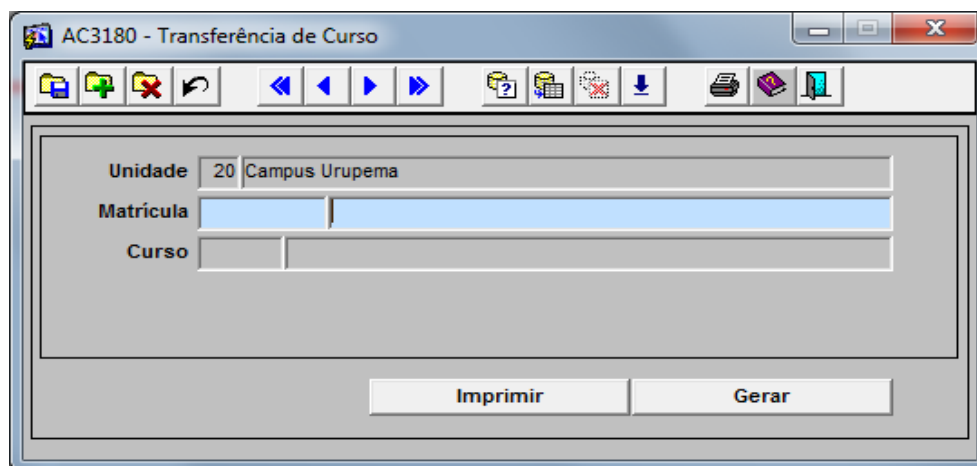 AC3180 - Transferência de Curso
Unidade 20 Campus Urupema
Matrícula
Curso
Imprimir Gerar